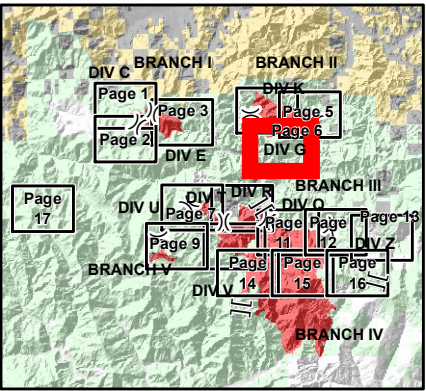 BRANCH I
BRANCH II
DIV C
Page 1
Page 3
DIV K
Page 5
Page 6
Page 2
DIV E
DIV G
BRANCH III
Page
17
DIV U
Page 7
DIV R
DIV O
Page
11
Page
12
Page 13
Page 9
DIV Z
BRANCH V
Page
14
Page
15
Page
16
DIV V
BRANCH IV